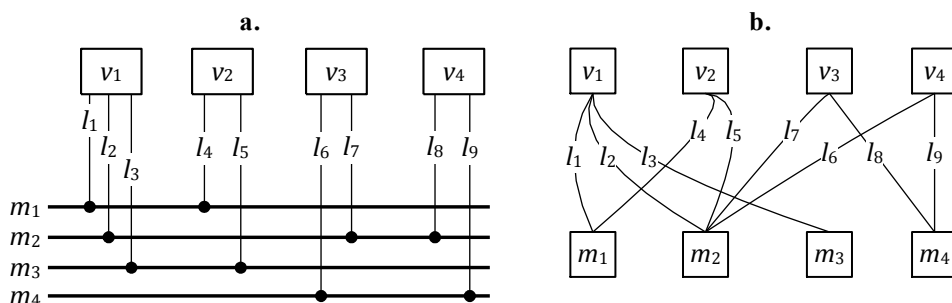 a. b.
v1 v2 v3 v4 v1 v2 v3 v4
l1 l2 l3 l4 l5 l6 l7 l8 l9 l1 l2 l3 l4 l5 l7 l6 l8 l9
m1
m2
m3
m4
m1 m2 m3 m4